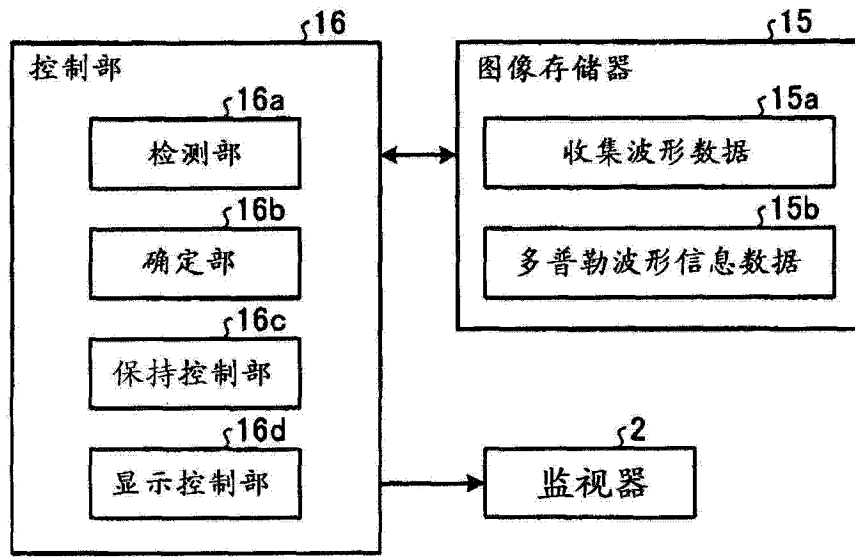 16
控制部
16a
检测部
16b
确定部
16c
保持控制部
16d
显示控制部
15
图像存储器
15a
收集波形数据
15b
多普勒波形信息数据
2
监视器